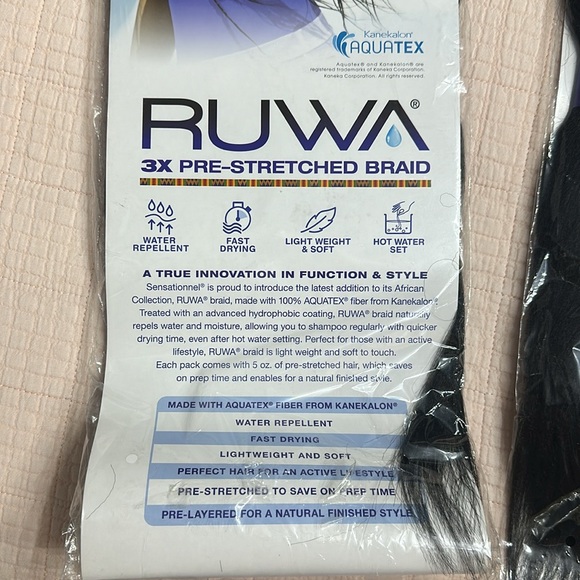 Kanekalon®
AQUATEX
Aquatex® and Kanekalon® are
registered trademarks of Kaneka Corporation.
Kaneka Corporation. All rights reserved.
RUWA®
3X PRE-STRETCHED BRAID
WATER REPELLENT
FAST DRYING
LIGHT WEIGHT & SOFT
HOT WATER SET
A TRUE INNOVATION IN FUNCTION & STYLE
Sensationnel® is proud to introduce the latest addition to its African
Collection, RUWA® braid, made with 100% AQUATEX® fiber from Kanekalon®.
Treated with an advanced hydrophobic coating, RUWA® braid naturally
repels water and moisture, allowing you to shampoo regularly with quicker
drying time, even after hot water setting. Perfect for those with an active
lifestyle, RUWA® braid is light weight and soft to touch.
Each pack comes with 5 oz. of pre-stretched hair, which saves
on prep time and enables for a natural finished style.
MADE WITH AQUATEX® FIBER FROM KANEKALON®
WATER REPELLENT
FAST DRYING
LIGHTWEIGHT AND SOFT
PERFECT HAIR FOR AN ACTIVE LIFESTYLE
PRE-STRETCHED TO SAVE ON PREP TIME
PRE-LAYERED FOR A NATURAL FINISHED STYLE